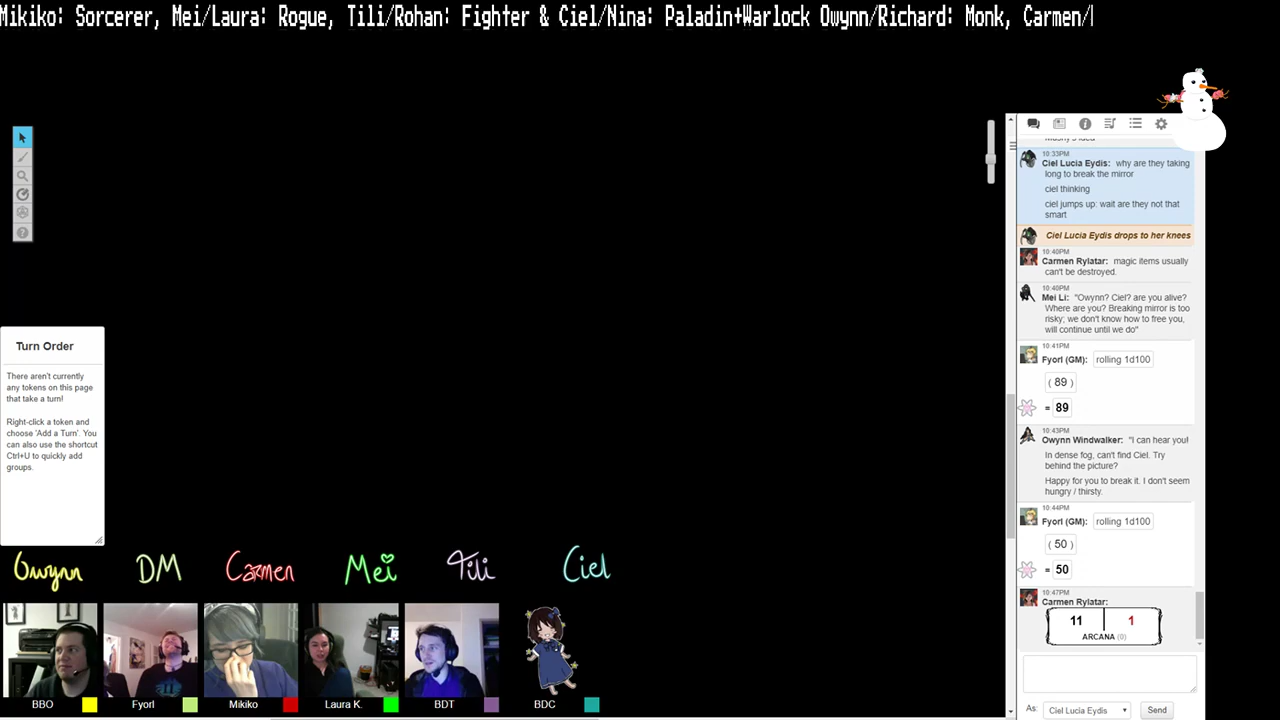 Mikiko: Sorcerer, Mei/Laura: Rogue, Tili/Rohan: Fighter & Ciel/Nina: Paladin+Warlock Owynn/Richard: Monk, Carmen/
10:33PM
Ciel Lucia Eydis: why are they taking
long to break the mirror
ciel thinking
ciel jumps up: wait are they not that
smart
Ciel Lucia Eydis drops to her knees
10:40PM
Carmen Rylatar: magic items usually
can't be destroyed.
10:40PM
Mei Li: "Owynn? Ciel? are you alive?
Where are you? Breaking mirror is too
risky; we don't know how to free you,
will continue until we do"
10:41PM
Fyorl (GM): rolling 1d100
( 89 )
= 89
10:43PM
Owynn Windwalker: "I can hear you!
In dense fog, can't find Ciel. Try
behind the picture?
Happy for you to break it. I don't seem
hungry / thirsty.
10:44PM
Fyorl (GM): rolling 1d100
( 50 )
= 50
10:47PM
Carmen Rylatar:
11 1
ARCANA (0)
As: Ciel Lucia Eydis Send
Turn Order
There aren't currently
any tokens on this page
that take a turn!
Right-click a token and
choose 'Add a Turn'. You
can also use the shortcut
Ctrl+U to quickly add
groups.
Owynn DM Carmen Mei Tili Ciel
BBO Fyorl Mikiko Laura K. BDT BDC